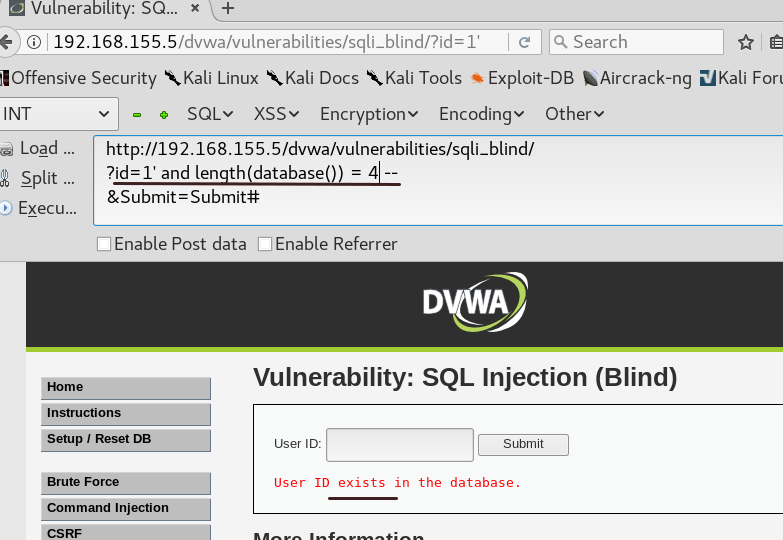 Vulnerability: SQ... × +
192.168.155.5/dvwa/vulnerabilities/sqli_blind/?id=1' Search
Offensive Security Kali Linux Kali Docs Kali Tools Exploit-DB Aircrack-ng Kali Foru
INT SQL XSS Encryption Encoding Other
Load ... http://192.168.155.5/dvwa/vulnerabilities/sqli_blind/
Split ... ?id=1' and length(database()) = 4 --
Execu... &Submit=Submit#
Enable Post data Enable Referrer
DVWA
Home
Instructions
Setup / Reset DB
Brute Force
Command Injection
CSRF
Vulnerability: SQL Injection (Blind)
User ID: Submit
User ID exists in the database.
More Information